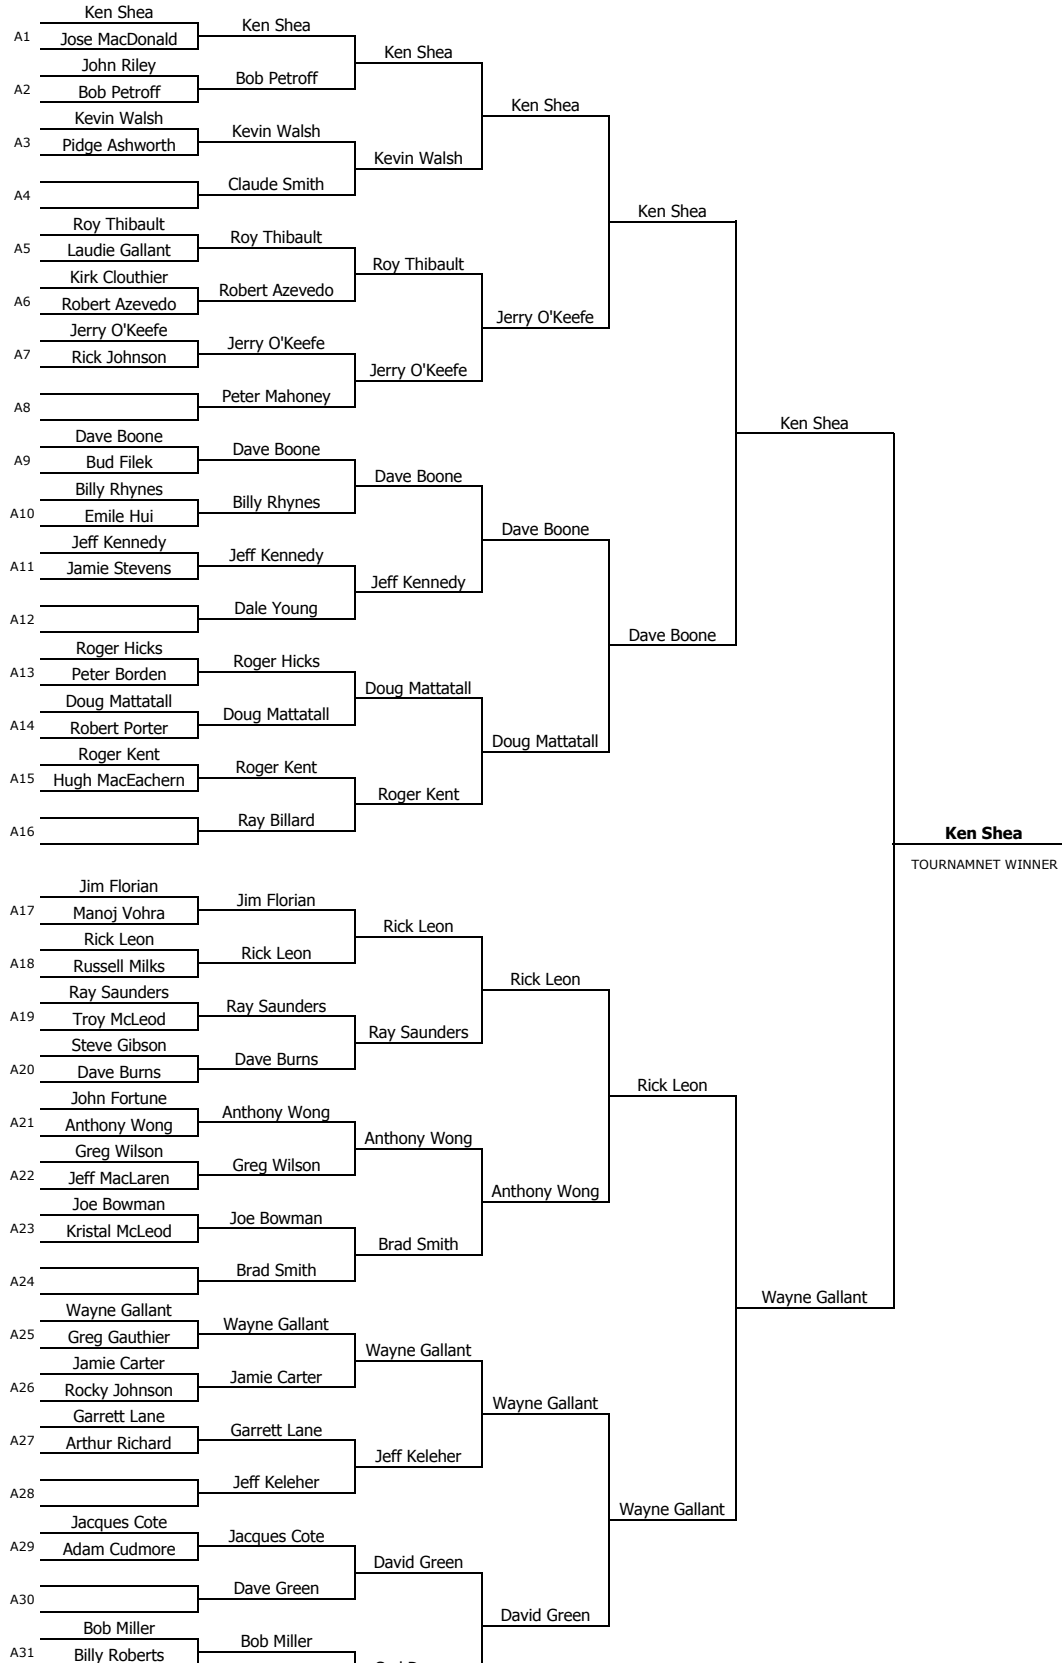 Ken Shea
A1
Jose MacDonald
John Riley
A2
Bob Petroff
Kevin Walsh
A3
Pidge Ashworth
A4
Roy Thibault
A5
Laudie Gallant
Kirk Clouthier
A6
Robert Azevedo
Jerry O'Keefe
A7
Rick Johnson
A8
Dave Boone
A9
Bud Filek
Billy Rhynes
A10
Emile Hui
Jeff Kennedy
A11
Jamie Stevens
A12
Roger Hicks
A13
Peter Borden
Doug Mattatall
A14
Robert Porter
Roger Kent
A15
Hugh MacEachern
A16
Jim Florian
A17
Manoj Vohra
Rick Leon
A18
Russell Milks
Ray Saunders
A19
Troy McLeod
Steve Gibson
A20
Dave Burns
John Fortune
A21
Anthony Wong
Greg Wilson
A22
Jeff MacLaren
Joe Bowman
A23
Kristal McLeod
A24
Wayne Gallant
A25
Greg Gauthier
Jamie Carter
A26
Rocky Johnson
Garrett Lane
A27
Arthur Richard
A28
Jacques Cote
A29
Adam Cudmore
A30
Bob Miller
A31
Billy Roberts
Ken Shea
Bob Petroff
Kevin Walsh
Claude Smith
Roy Thibault
Robert Azevedo
Jerry O'Keefe
Peter Mahoney
Dave Boone
Billy Rhynes
Jeff Kennedy
Dale Young
Roger Hicks
Doug Mattatall
Roger Kent
Ray Billard
Jim Florian
Rick Leon
Ray Saunders
Dave Burns
Anthony Wong
Greg Wilson
Joe Bowman
Brad Smith
Wayne Gallant
Jamie Carter
Garrett Lane
Jeff Keleher
Jacques Cote
Dave Green
Bob Miller
Ken Shea
Kevin Walsh
Roy Thibault
Jerry O'Keefe
Dave Boone
Jeff Kennedy
Doug Mattatall
Roger Kent
Rick Leon
Ray Saunders
Anthony Wong
Brad Smith
Wayne Gallant
Jeff Keleher
David Green
Ken Shea
Jerry O'Keefe
Dave Boone
Doug Mattatall
Rick Leon
Anthony Wong
Wayne Gallant
David Green
Ken Shea
Dave Boone
Rick Leon
Wayne Gallant
Ken Shea
Wayne Gallant
Ken Shea
TOURNAMNET WINNER